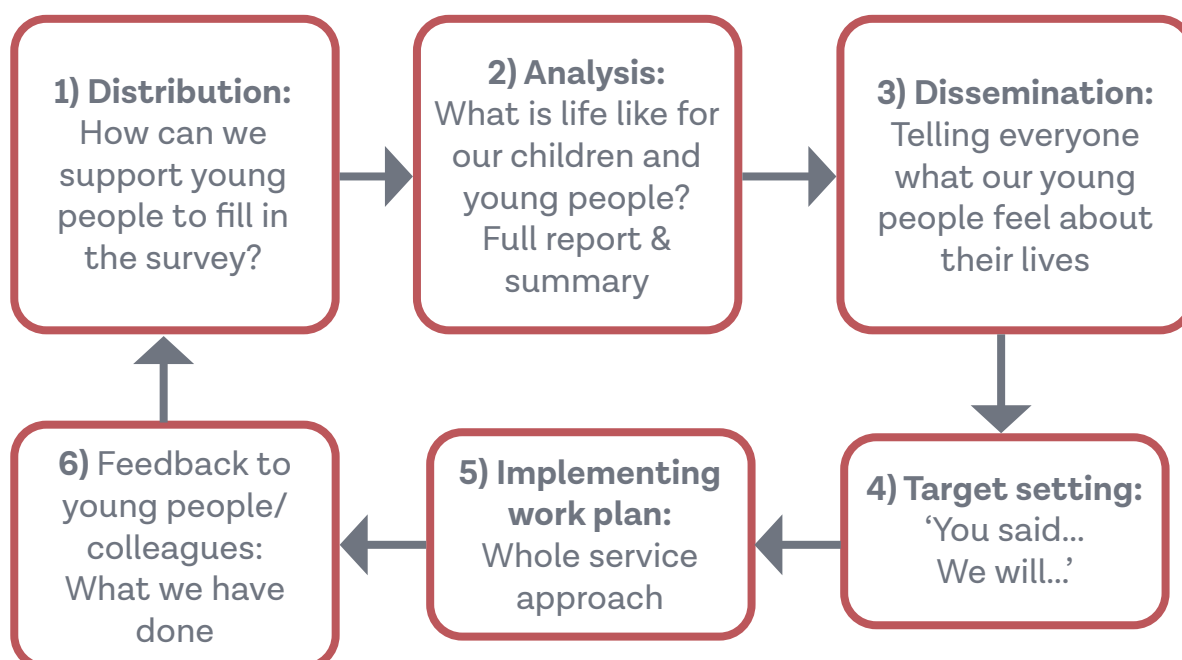 1) Distribution:
How can we
support young
people to fill in
the survey?
2) Analysis:
What is life like for
our children and
young people?
Full report &
summary
3) Dissemination:
Telling everyone
what our young
people feel about
their lives
4) Target setting:
‘You said...
We will...’
5) Implementing
work plan:
Whole service
approach
6) Feedback to
young people/
colleagues:
What we have
done